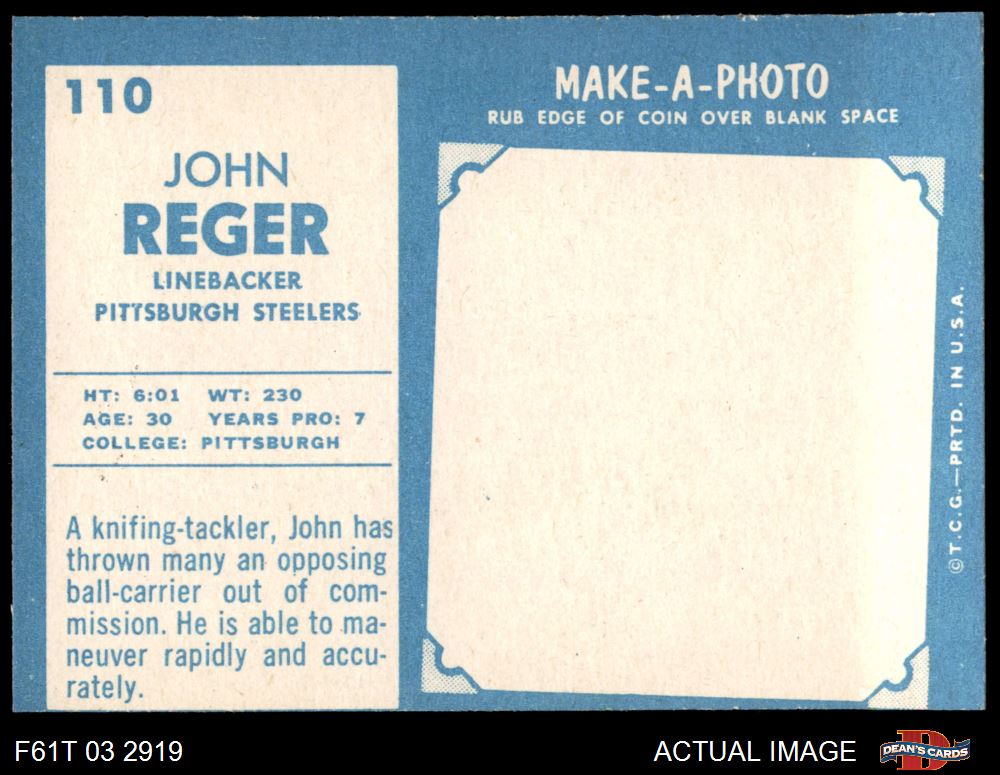 110
JOHN
REGER
LINEBACKER
PITTSBURGH STEELERS
HT: 6:01 WT: 230
AGE: 30 YEARS PRO: 7
COLLEGE: PITTSBURGH
A knifing-tackler, John has
thrown many an opposing
ball-carrier out of com-
mission. He is able to ma-
neuver rapidly and accu-
rately.
MAKE-A-PHOTO
RUB EDGE OF COIN OVER BLANK SPACE
©T.C.G.—PRTD. IN U.S.A.
F61T 03 2919
ACTUAL IMAGE
DEAN'S CARDS